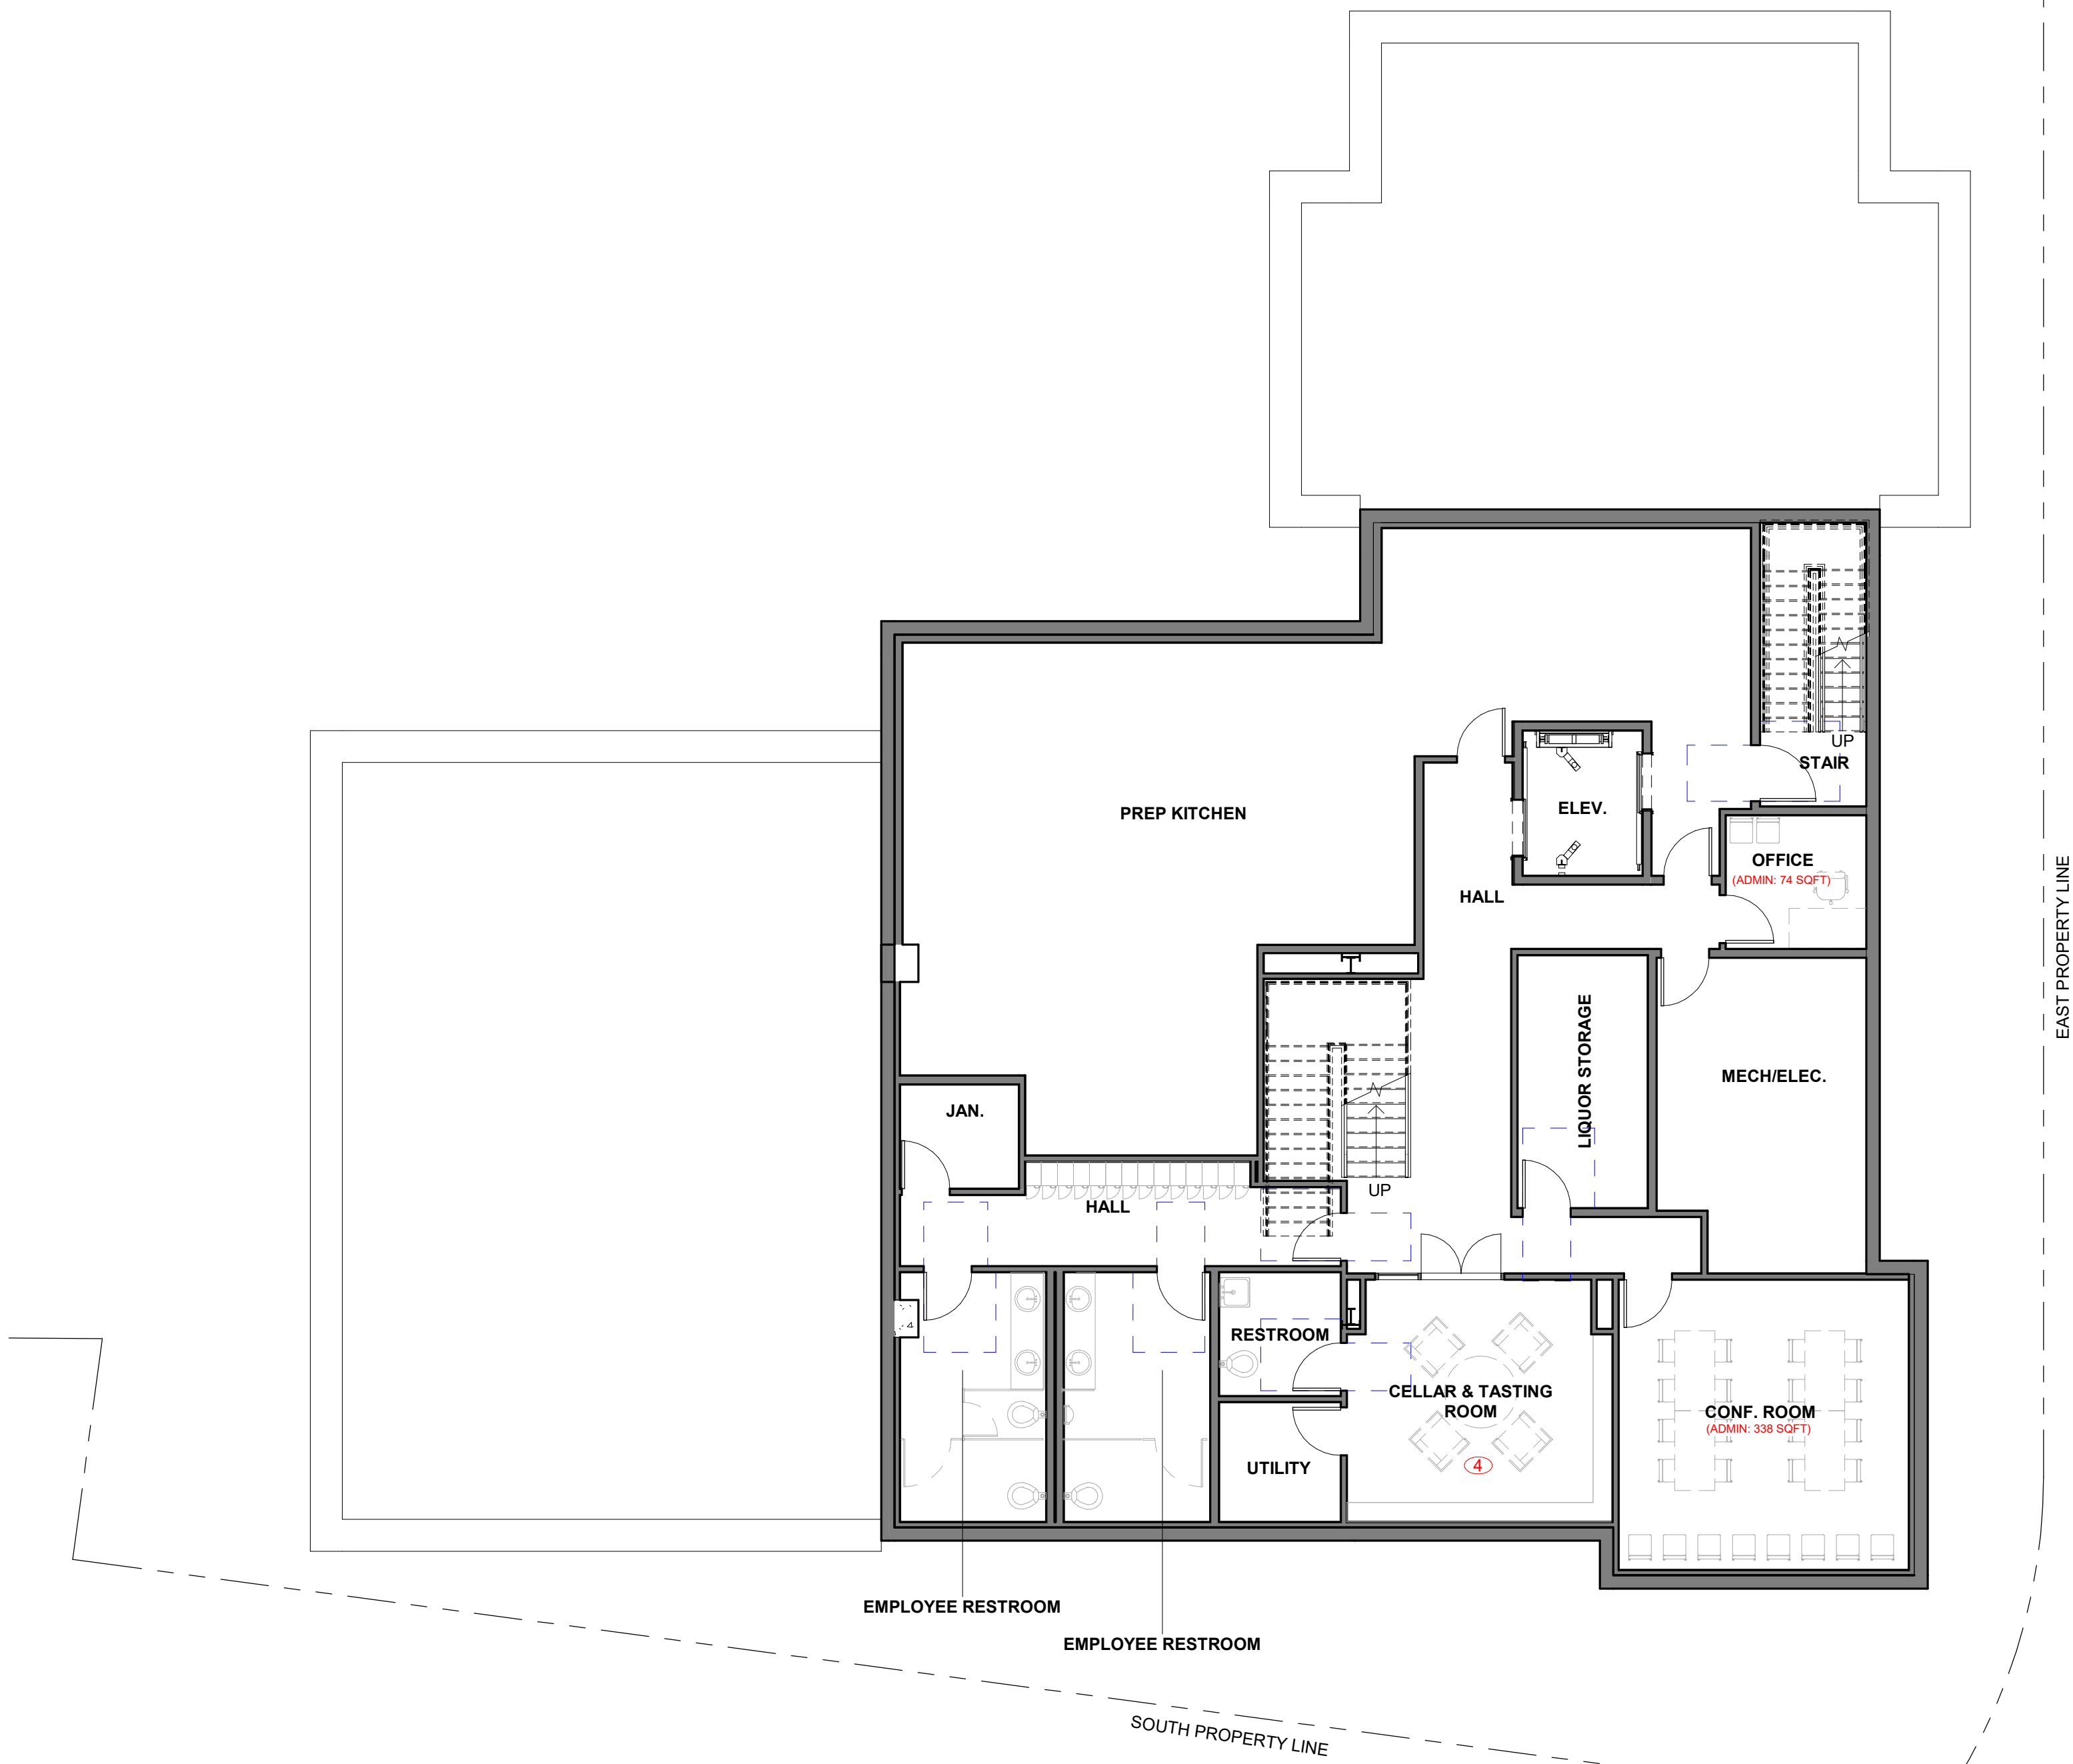 UP
STAIR
PREP KITCHEN
ELEV.
OFFICE
(ADMIN: 74 SQFT)
HALL
EAST PROPERTY LINE
LIQUOR STORAGE
MECH/ELEC.
JAN.
UP
HALL
RESTROOM
CELLAR & TASTING
ROOM
CONF. ROOM
(ADMIN: 338 SQFT)
4
UTILITY
EMPLOYEE RESTROOM
EMPLOYEE RESTROOM
SOUTH PROPERTY LINE